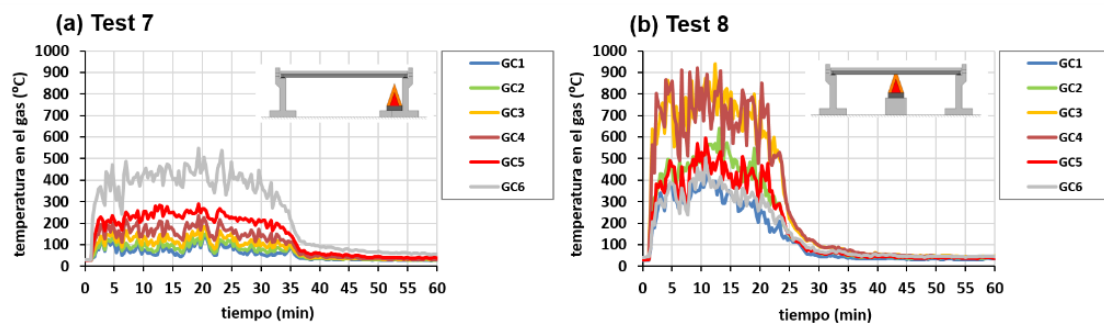 (a) Test 7
temperatura en el gas (°C)
1000
900
800
700
600
500
400
300
200
100
0
0 5 10 15 20 25 30 35 40 45 50 55 60
tiempo (min)
GC1
GC2
GC3
GC4
GC5
GC6
(b) Test 8
temperatura en el gas (°C)
1000
900
800
700
600
500
400
300
200
100
0
0 5 10 15 20 25 30 35 40 45 50 55 60
tiempo (min)
GC1
GC2
GC3
GC4
GC5
GC6